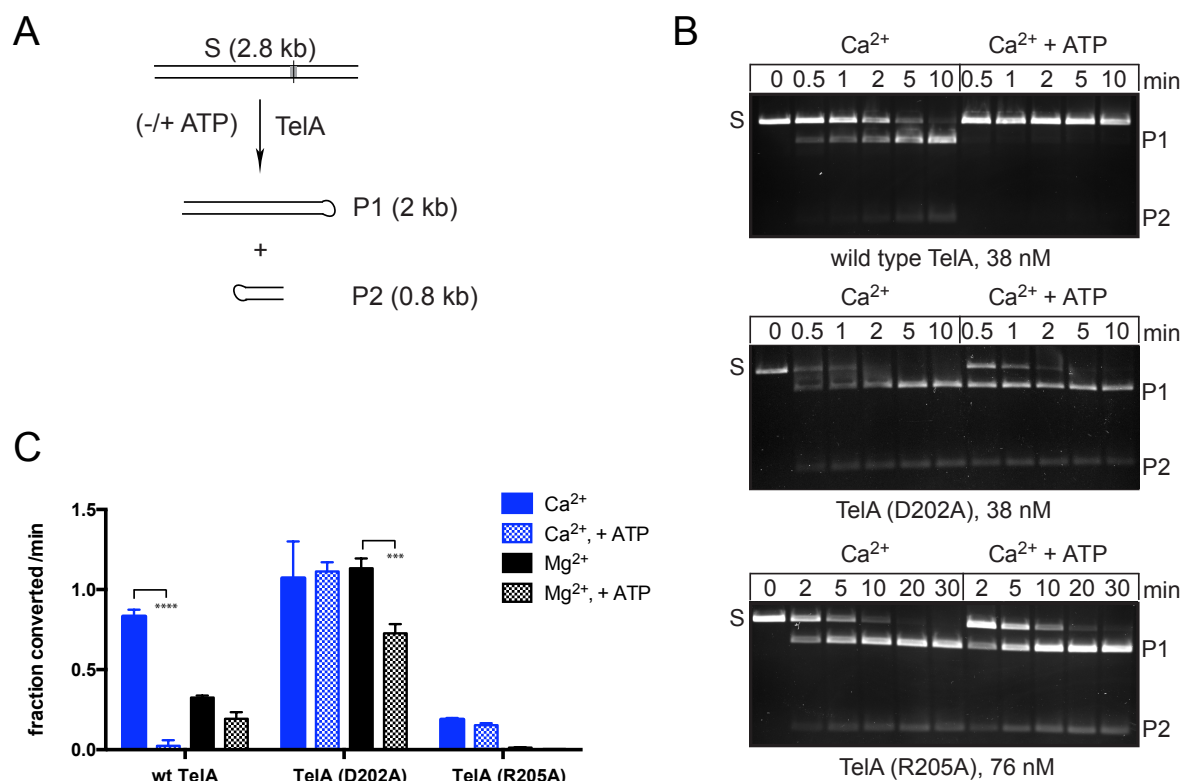 A
S (2.8 kb)
(-/+ ATP)
TelA
P1 (2 kb)
+
P2 (0.8 kb)
B
Ca²⁺ Ca²⁺ + ATP
0 0.5 1 2 5 10 0.5 1 2 5 10 min
S
P1
P2
wild type TelA, 38 nM
Ca²⁺ Ca²⁺ + ATP
0 0.5 1 2 5 10 0.5 1 2 5 10 min
S
P1
P2
TelA (D202A), 38 nM
Ca²⁺ Ca²⁺ + ATP
0 2 5 10 20 30 2 5 10 20 30 min
S
P1
P2
TelA (R205A), 76 nM
C
fraction converted /min
1.5
1.0
0.5
0.0
****
***
Ca²⁺
Ca²⁺, + ATP
Mg²⁺
Mg²⁺, + ATP
wt TelA TelA (D202A) TelA (R205A)